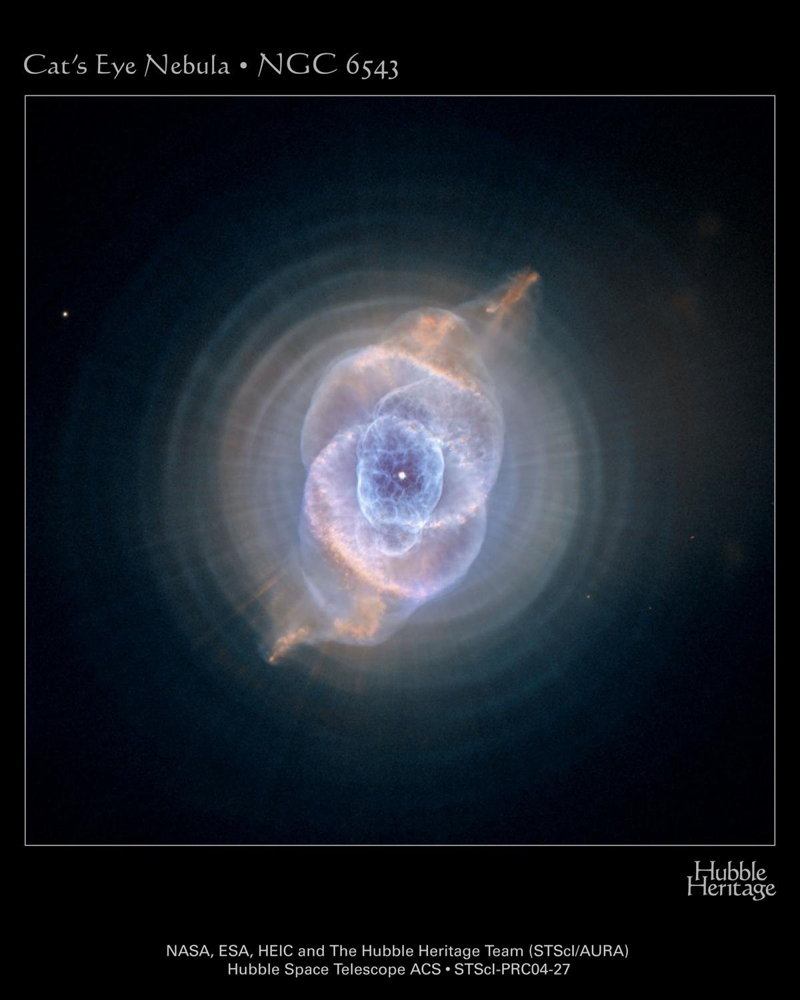 Cat's Eye Nebula • NGC 6543
Hubble
Heritage
NASA, ESA, HEIC and The Hubble Heritage Team (STScI/AURA)
Hubble Space Telescope ACS • STScI-PRC04-27